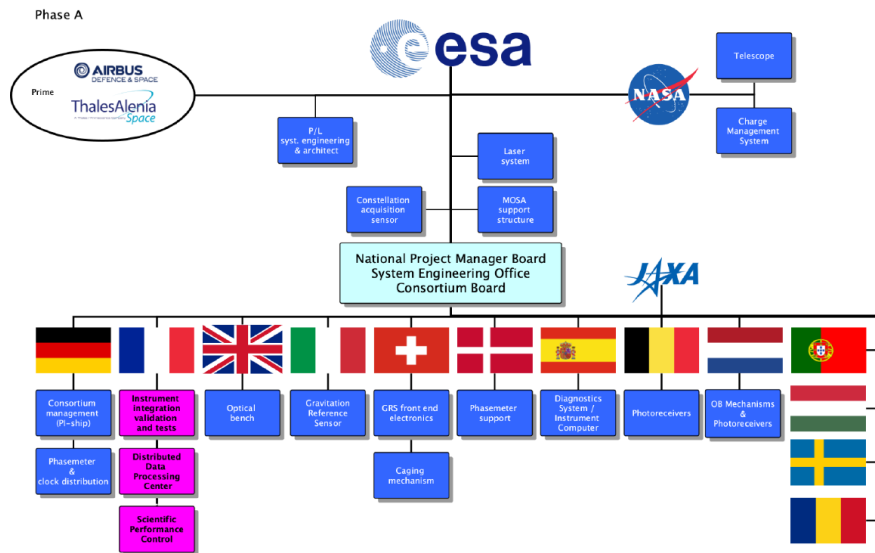 Phase A
esa
AIRBUS
DEFENCE & SPACE
Prime
ThalesAlenia
Space
NASA
Telescope
Charge
Management
System
P/L
syst. engineering
& architect
Laser
system
Constellation
acquisition
sensor
MOSA
support
structure
National Project Manager Board
System Engineering Office
Consortium Board
JAXA
Consortium
management
(PI-ship)
Instrument
integration
validation
and tests
Optical
bench
Gravitation
Reference
Sensor
GRS front end
electronics
Phasemeter
support
Diagnostics
System /
Instrument
Computer
Photoreceivers
OB Mechanisms
&
Photoreceivers
Phasemeter
&
clock distribution
Distributed
Data
Processing
Center
Caging
mechanism
Scientific
Performance
Control